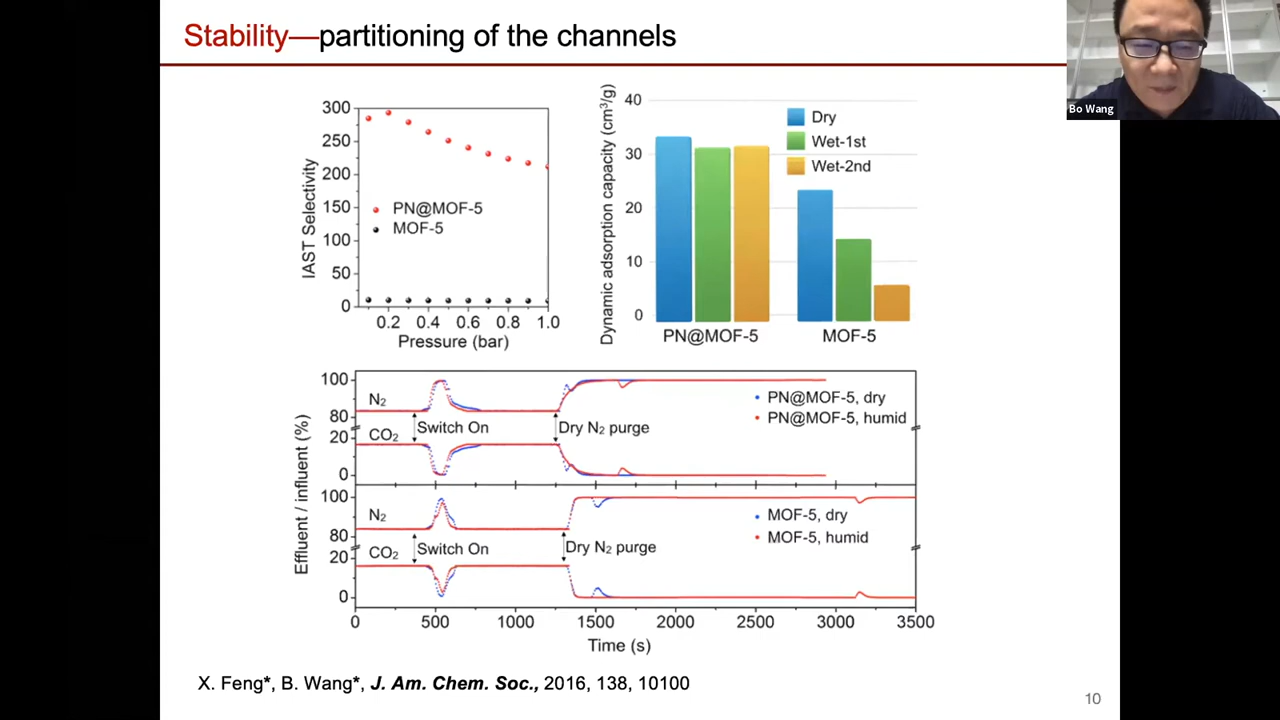 Stability—partitioning of the channels
Bo Wang
300
250
200
150
100
50
0
IAST Selectivity
PN@MOF-5
MOF-5
0.2 0.4 0.6 0.8 1.0
Pressure (bar)
Dynamic adsorption capacity (cm³/g)
40
30
20
10
0
Dry
Wet-1st
Wet-2nd
PN@MOF-5 MOF-5
Effluent / influent (%)
100
80
20
0
N₂
CO₂
Switch On
Dry N₂ purge
PN@MOF-5, dry
PN@MOF-5, humid
100
80
20
0
N₂
CO₂
Switch On
Dry N₂ purge
MOF-5, dry
MOF-5, humid
0 500 1000 1500 2000 2500 3000 3500
Time (s)
X. Feng*, B. Wang*, J. Am. Chem. Soc., 2016, 138, 10100
10